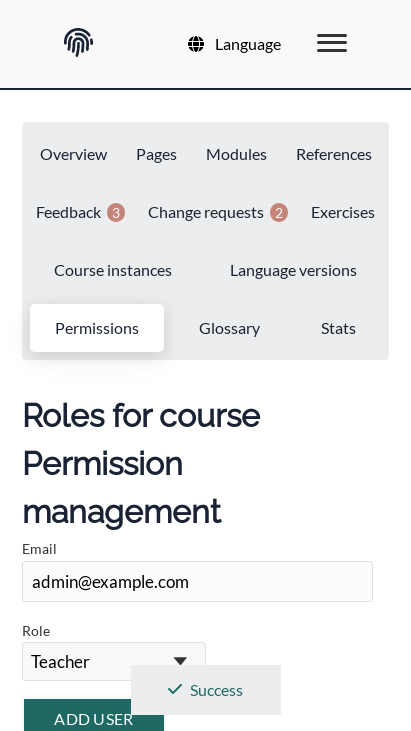 Language
Overview Pages Modules References
Feedback 3 Change requests 2 Exercises
Course instances Language versions
Permissions Glossary Stats
Roles for course
Permission
management
Email
admin@example.com
Role
Teacher
Success
ADD USER